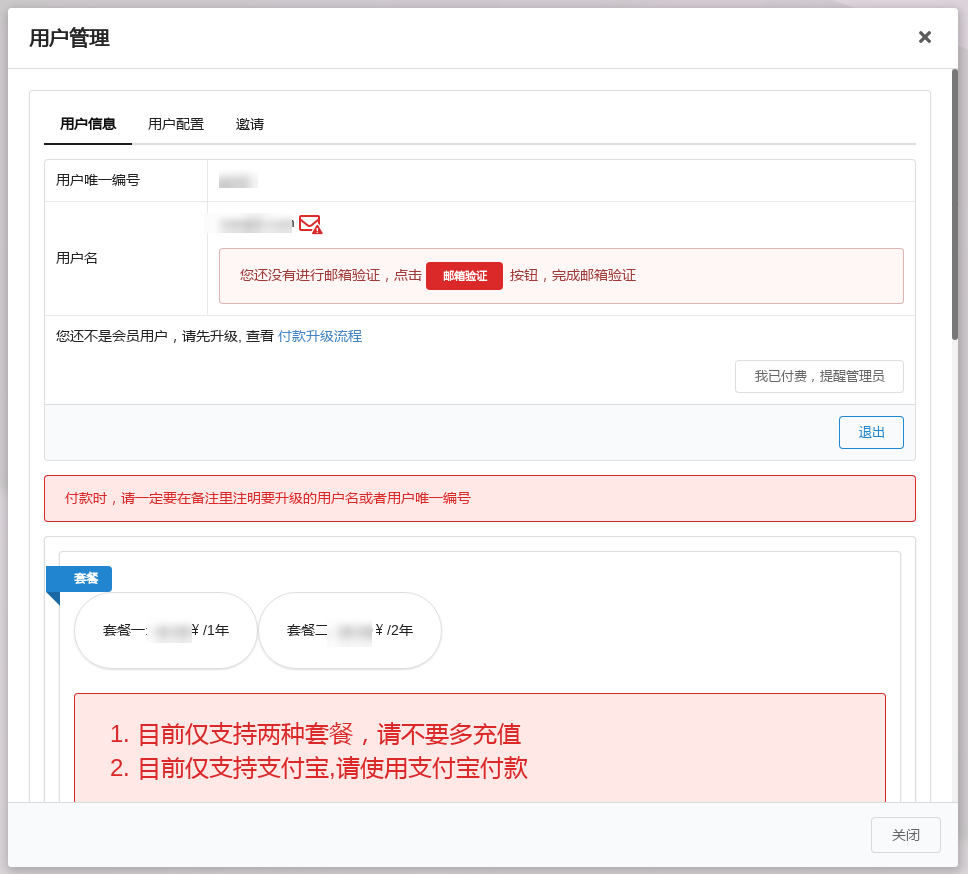 用户管理
用户信息 用户配置 邀请
用户唯一编号
用户名
您还没有进行邮箱验证，点击 邮箱验证 按钮，完成邮箱验证
您还不是会员用户，请先升级, 查看 付款升级流程
我已付费，提醒管理员
退出
付款时，请一定要在备注里注明要升级的用户名或者用户唯一编号
套餐
套餐一: ¥ /1年 套餐二 ¥ /2年
1. 目前仅支持两种套餐，请不要多充值
2. 目前仅支持支付宝,请使用支付宝付款
关闭